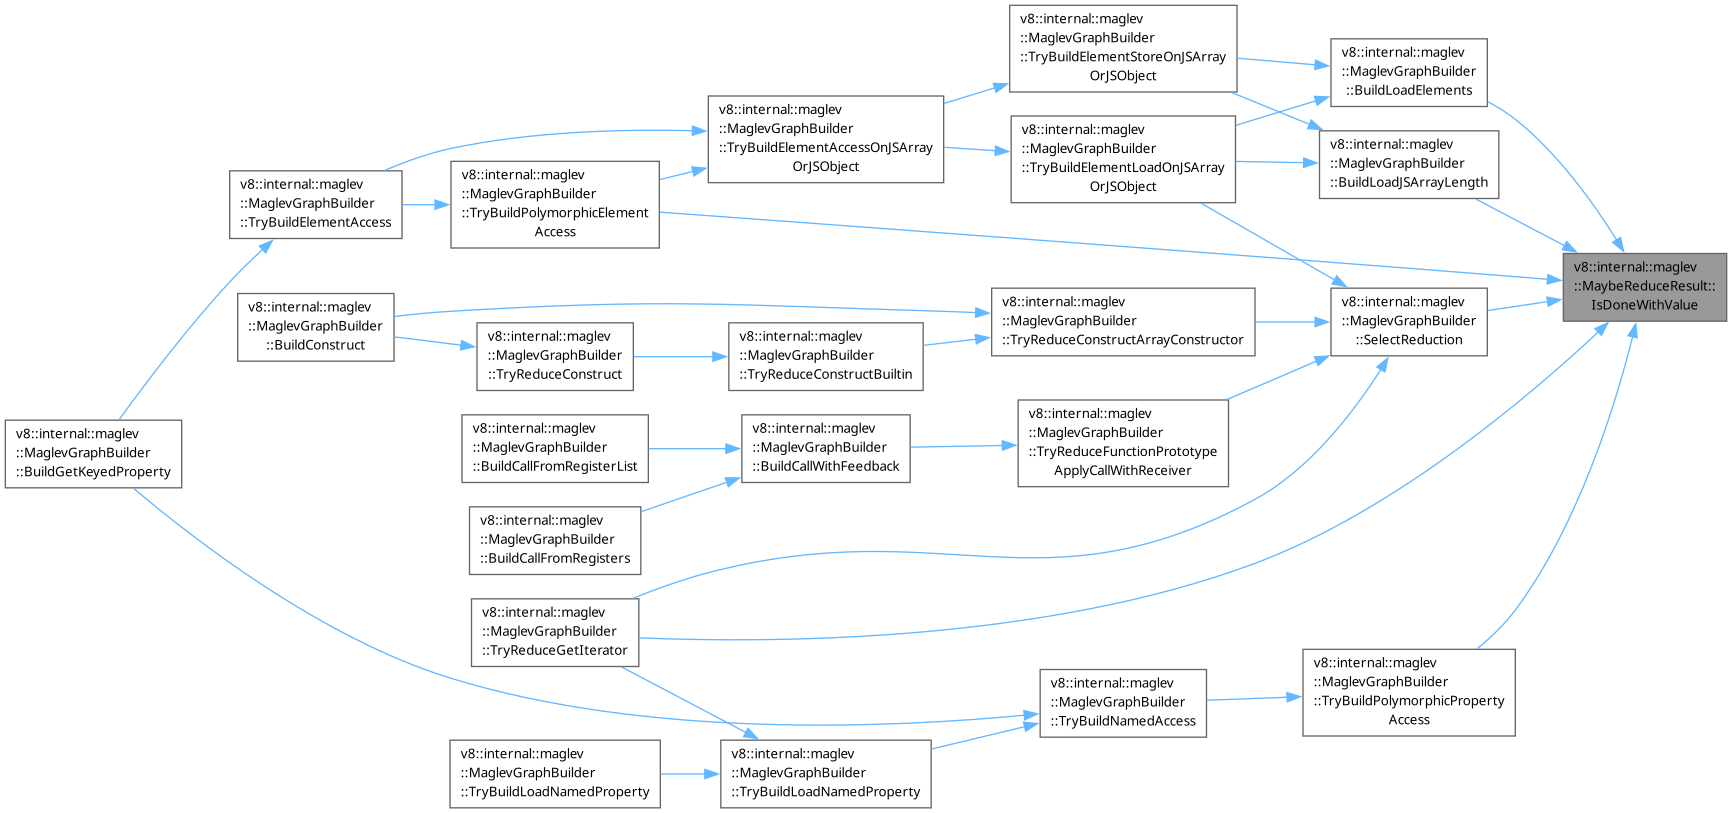 v8::internal::maglev
::MaglevGraphBuilder
::TryBuildElementStoreOnJSArray
OrJSObject
v8::internal::maglev
::MaglevGraphBuilder
::BuildLoadElements
v8::internal::maglev
::MaglevGraphBuilder
::TryBuildElementAccessOnJSArray
OrJSObject
v8::internal::maglev
::MaglevGraphBuilder
::TryBuildElementLoadOnJSArray
OrJSObject
v8::internal::maglev
::MaglevGraphBuilder
::BuildLoadJSArrayLength
v8::internal::maglev
::MaglevGraphBuilder
::TryBuildElementAccess
v8::internal::maglev
::MaglevGraphBuilder
::TryBuildPolymorphicElement
Access
v8::internal::maglev
::MaybeReduceResult::
IsDoneWithValue
v8::internal::maglev
::MaglevGraphBuilder
::BuildConstruct
v8::internal::maglev
::MaglevGraphBuilder
::TryReduceConstruct
v8::internal::maglev
::MaglevGraphBuilder
::TryReduceConstructBuiltin
v8::internal::maglev
::MaglevGraphBuilder
::TryReduceConstructArrayConstructor
v8::internal::maglev
::MaglevGraphBuilder
::SelectReduction
v8::internal::maglev
::MaglevGraphBuilder
::BuildGetKeyedProperty
v8::internal::maglev
::MaglevGraphBuilder
::BuildCallFromRegisterList
v8::internal::maglev
::MaglevGraphBuilder
::BuildCallWithFeedback
v8::internal::maglev
::MaglevGraphBuilder
::TryReduceFunctionPrototype
ApplyCallWithReceiver
v8::internal::maglev
::MaglevGraphBuilder
::BuildCallFromRegisters
v8::internal::maglev
::MaglevGraphBuilder
::TryReduceGetIterator
v8::internal::maglev
::MaglevGraphBuilder
::TryBuildNamedAccess
v8::internal::maglev
::MaglevGraphBuilder
::TryBuildPolymorphicProperty
Access
v8::internal::maglev
::MaglevGraphBuilder
::TryBuildLoadNamedProperty
v8::internal::maglev
::MaglevGraphBuilder
::TryBuildLoadNamedProperty